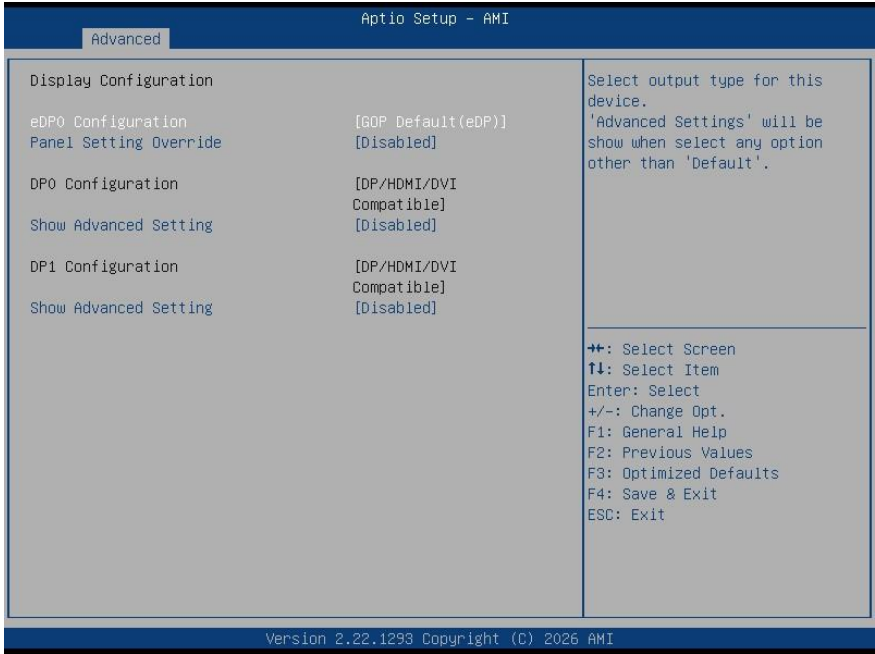 Aptio Setup - AMI
Advanced
Display Configuration
eDP0 Configuration [GOP Default(eDP)]
Panel Setting Override [Disabled]
DP0 Configuration [DP/HDMI/DVI
Compatible]
Show Advanced Setting [Disabled]
DP1 Configuration [DP/HDMI/DVI
Compatible]
Show Advanced Setting [Disabled]
Select output type for this
device.
'Advanced Settings' will be
show when select any option
other than 'Default'.
→←: Select Screen
↑↓: Select Item
Enter: Select
+/-: Change Opt.
F1: General Help
F2: Previous Values
F3: Optimized Defaults
F4: Save & Exit
ESC: Exit
Version 2.22.1293 Copyright (C) 2026 AMI